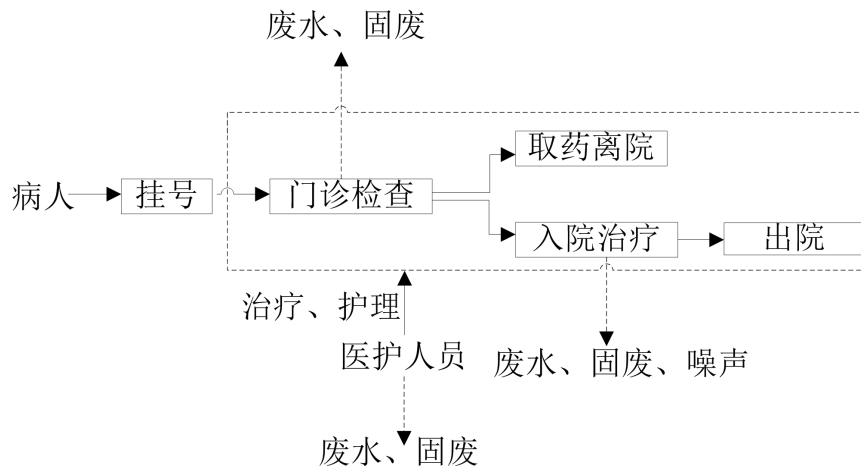 废水、固废
取药离院
病人
挂号
门诊检查
入院治疗
出院
治疗、护理
医护人员
废水、固废、噪声
废水、固废